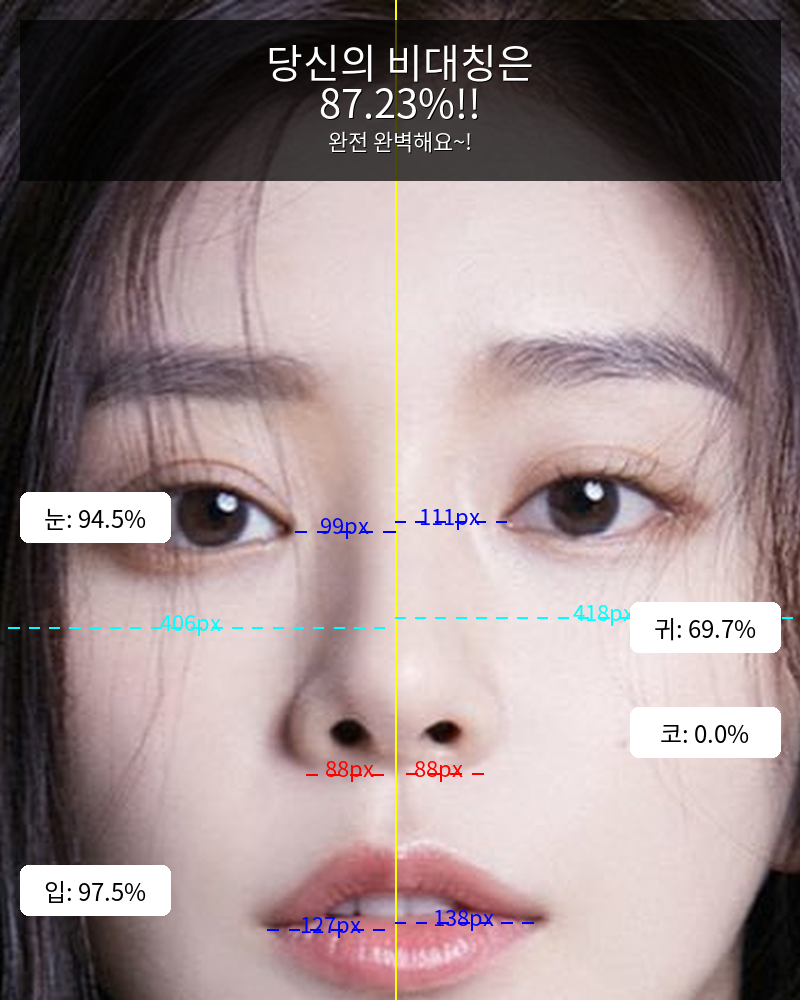 당신의 비대칭은
87.23%!!
완전 완벽해요~!
눈: 94.5%
99px
111px
406px
418px
귀: 69.7%
코: 0.0%
88px
88px
입: 97.5%
127px
138px